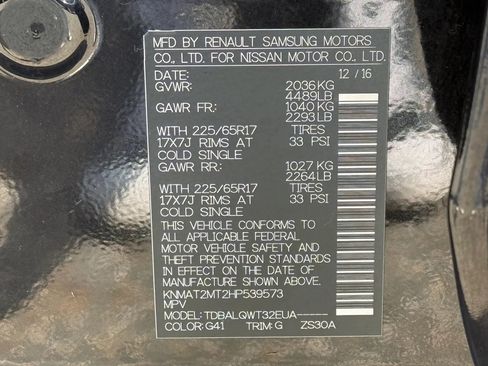 MFD BY RENAULT SAMSUNG MOTORS
CO., LTD. FOR NISSAN MOTOR CO., LTD.
DATE: 12 / 16
GVWR: 2036 KG
4489LB
GAWR FR: 1040 KG
2293LB
WITH 225/65R17 TIRES
17X7J RIMS AT 33 PSI
COLD SINGLE
GAWR RR: 1027 KG
2264LB
WITH 225/65R17 TIRES
17X7J RIMS AT 33 PSI
COLD SINGLE
THIS VEHICLE CONFORMS TO
ALL APPLICABLE FEDERAL
MOTOR VEHICLE SAFETY AND
THEFT PREVENTION STANDARDS
IN EFFECT ON THE DATE OF
MANUFACTURE SHOWN ABOVE.
KNMAT2MT2HP539573
MPV
MODEL: TDBALQWT32EUA-----
COLOR: G41 TRIM: G ZS30A